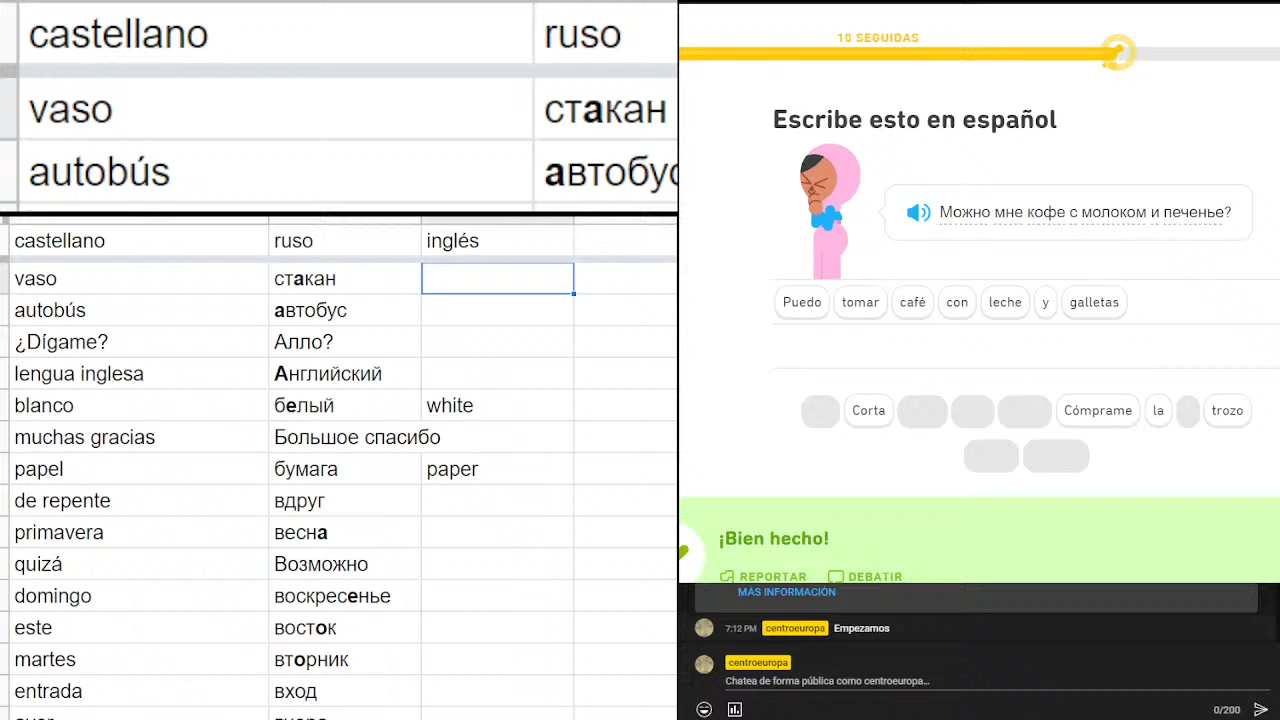 castellano ruso
vaso стакан
autobús автобус
castellano ruso inglés
vaso стакан
autobús автобус
¿Dígame? Алло?
lengua inglesa Английский
blanco белый white
muchas gracias Большое спасибо
papel бумага paper
de repente вдруг
primavera весна
quizá Возможно
domingo воскресенье
este восток
martes вторник
entrada вход
10 SEGUIDAS
Escribe esto en español
Можно мне кофе с молоком и печенье?
Puedo tomar café con leche y galletas
Corta Cómprame la trozo
¡Bien hecho!
REPORTAR DEBATIR
MÁS INFORMACIÓN
7:12 PM centroeuropa Empezamos
centroeuropa
Chatea de forma pública como centroeuropa…
0/200